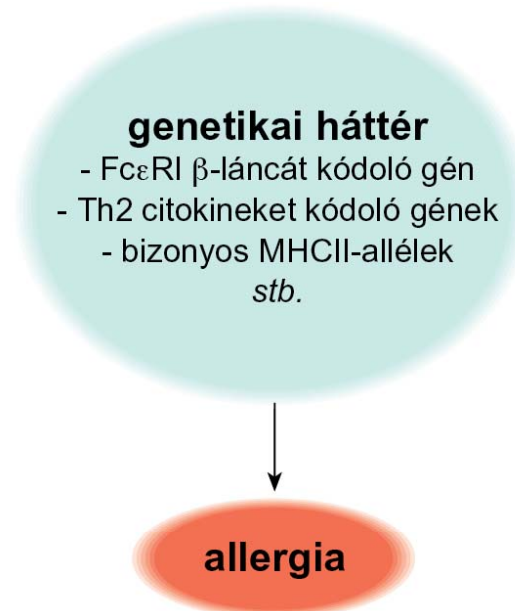 genetikai háttér
- FcεRI β-láncát kódoló gén
- Th2 citokineket kódoló gének
- bizonyos MHCII-allélek
stb.
allergia